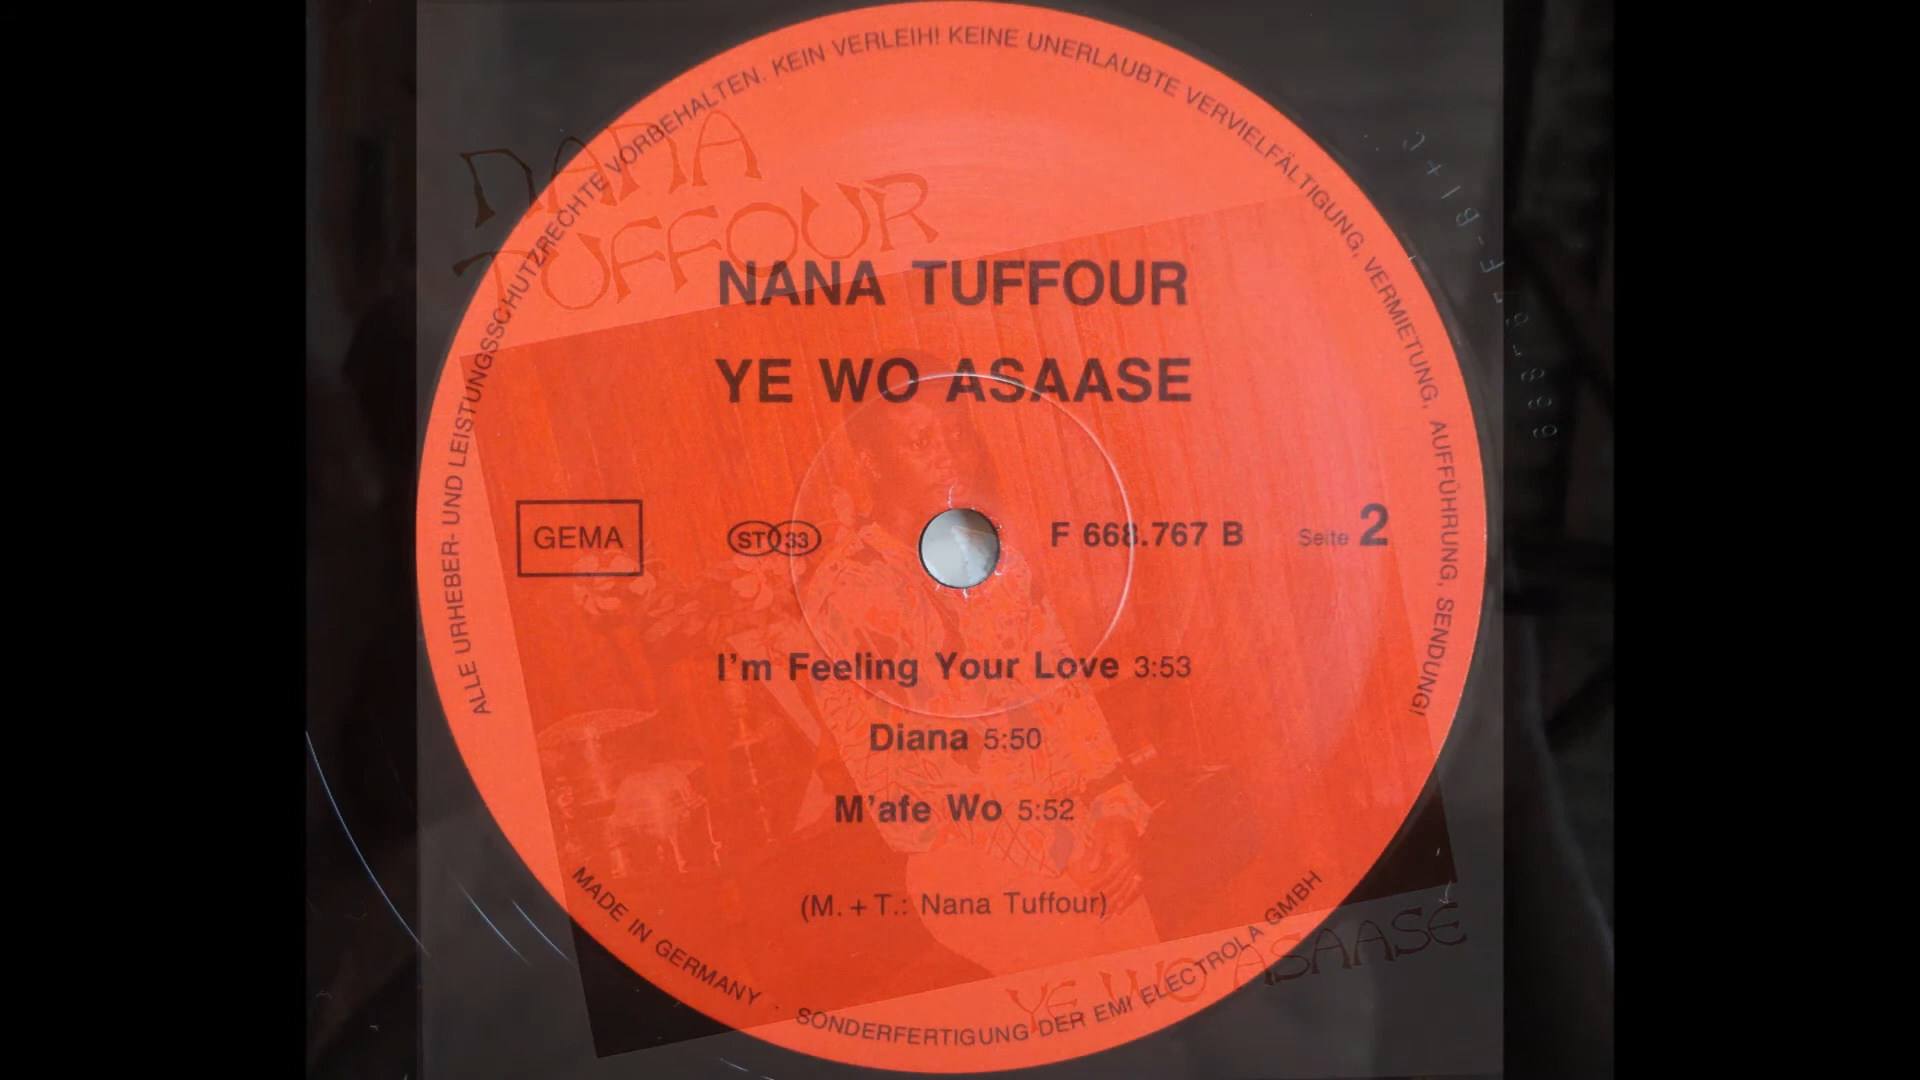 ALLE URHEBER- UND LEISTUNGSSCHUTZRECHTE VORBEHALTEN. KEIN VERLEIH! KEINE UNERLAUBTE VERVIELFÄLTIGUNG, VERMIETUNG, AUFFÜHRUNG, SENDUNG!
NANA
TUFFOUR
NANA TUFFOUR
YE WO ASAASE
GEMA
ST 33
F 668.767 B
Seite 2
I'm Feeling Your Love 3:53
Diana 5:50
M'afe Wo 5:52
(M. + T.: Nana Tuffour)
YE WO ASAASE
MADE IN GERMANY · SONDERFERTIGUNG DER EMI ELECTROLA GMBH